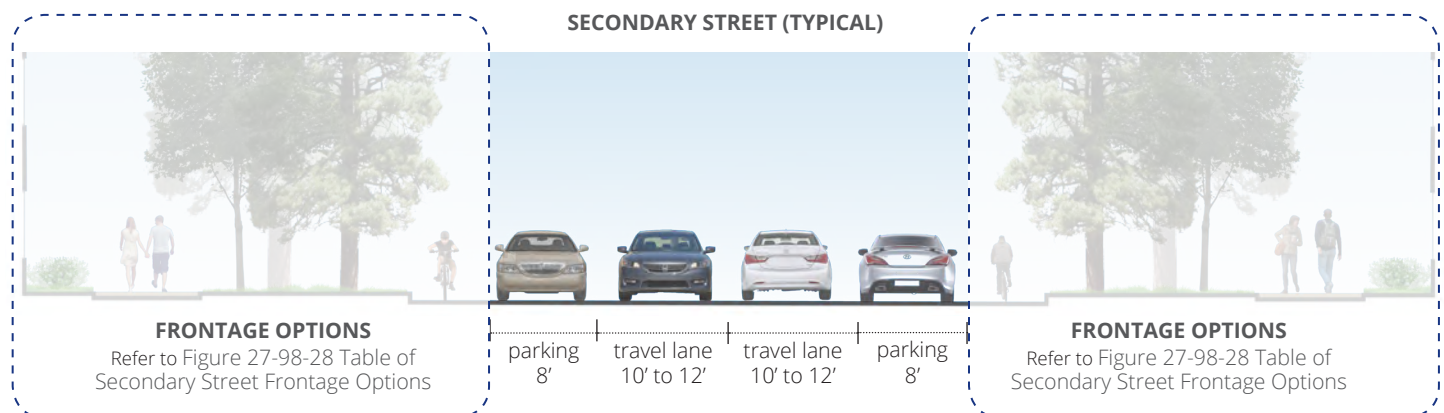 SECONDARY STREET (TYPICAL)
FRONTAGE OPTIONS
Refer to Figure 27-98-28 Table of
Secondary Street Frontage Options
parking
8’
travel lane
10’ to 12’
travel lane
10’ to 12’
parking
8’
FRONTAGE OPTIONS
Refer to Figure 27-98-28 Table of
Secondary Street Frontage Options